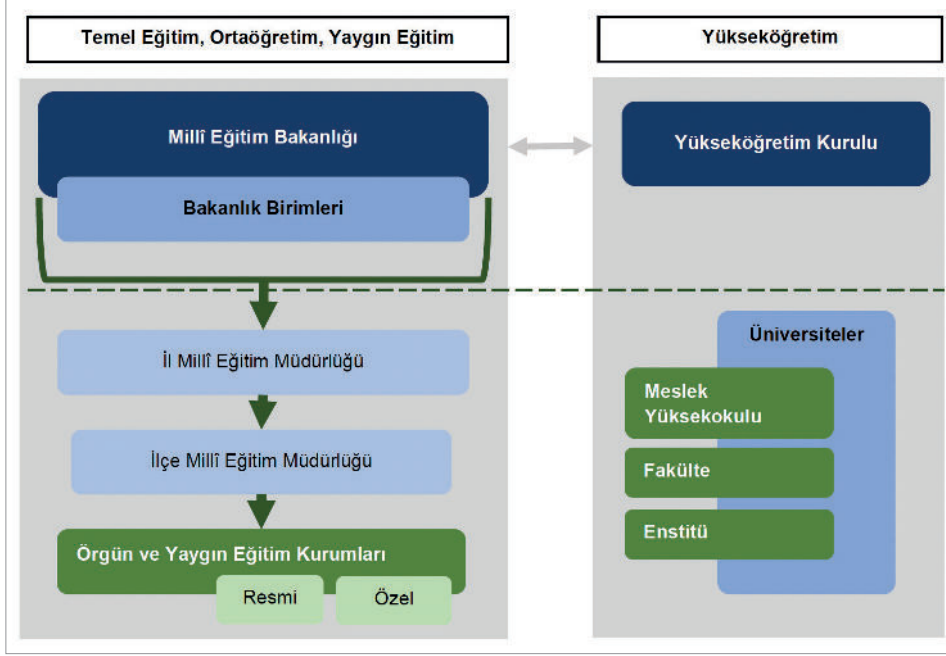 Temel Eğitim, Ortaöğretim, Yaygın Eğitim
Yükseköğretim
Millî Eğitim Bakanlığı
Bakanlık Birimleri
Yükseköğretim Kurulu
İl Millî Eğitim Müdürlüğü
İlçe Millî Eğitim Müdürlüğü
Örgün ve Yaygın Eğitim Kurumları
Resmi
Özel
Üniversiteler
Meslek
Yüksekokulu
Fakülte
Enstitü